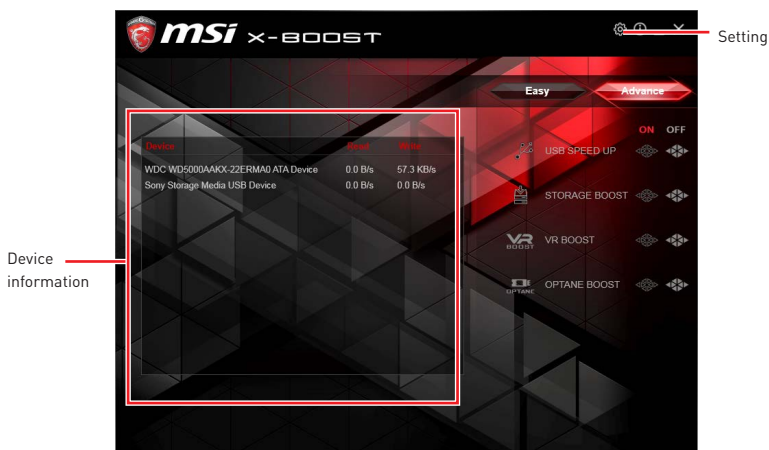 msi X-BOOST
Setting
Easy
Advance
ON OFF
Device Read Write
WDC WD5000AAKX-22ERMA0 ATA Device 0.0 B/s 57.3 KB/s
Sony Storage Media USB Device 0.0 B/s 0.0 B/s
USB SPEED UP
STORAGE BOOST
VR BOOST
VR BOOST
OPTANE
OPTANE BOOST
Device
information